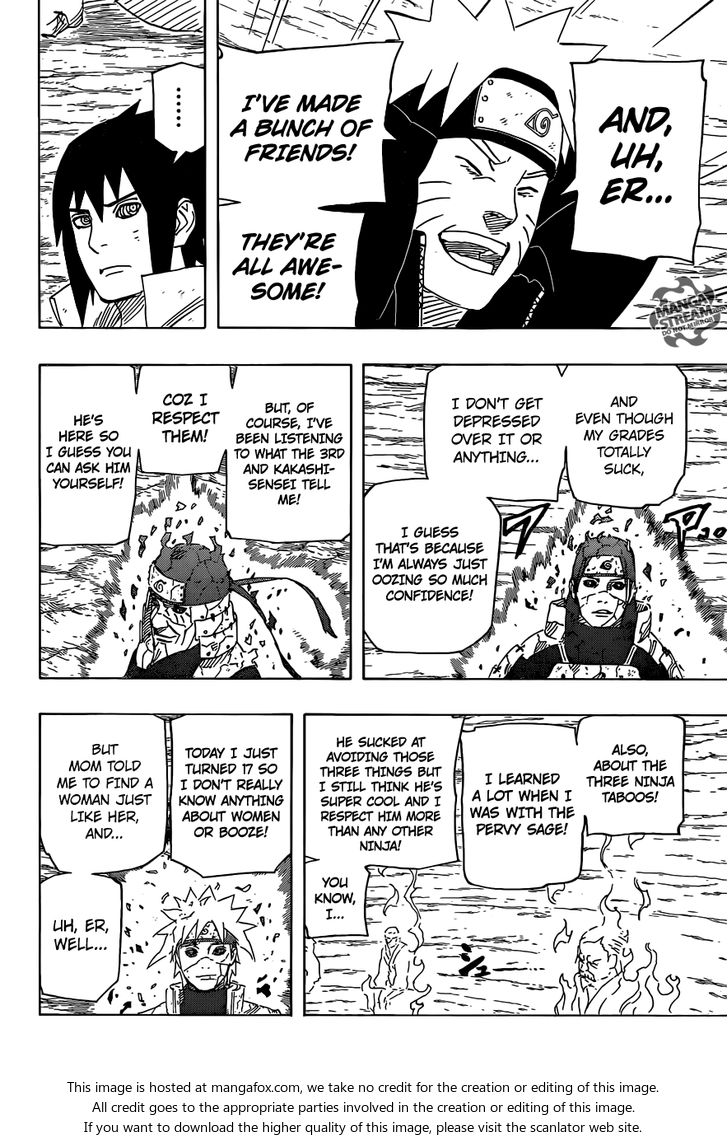 AND,
UH,
ER...
I'VE MADE
A BUNCH OF
FRIENDS!
THEY'RE
ALL AWE-
SOME!
......
MANGA
STREAM.com
DO NOT MIRROR
AND
EVEN THOUGH
MY GRADES
TOTALLY
SUCK,
I DON'T GET
DEPRESSED
OVER IT OR
ANYTHING...
I GUESS
THAT'S BECAUSE
I'M ALWAYS JUST
OOZING SO MUCH
CONFIDENCE!
BUT, OF
COURSE, I'VE
BEEN LISTENING
TO WHAT THE 3RD
AND KAKASHI-
SENSEI TELL
ME!
COZ I
RESPECT
THEM!
HE'S
HERE SO
I GUESS YOU
CAN ASK HIM
YOURSELF!
ALSO,
ABOUT THE
THREE NINJA
TABOOS!
I LEARNED
A LOT WHEN I
WAS WITH THE
PERVY SAGE!
HE SUCKED AT
AVOIDING THOSE
THREE THINGS BUT
I STILL THINK HE'S
SUPER COOL AND I
RESPECT HIM MORE
THAN ANY OTHER
NINJA!
YOU
KNOW,
I...
TODAY I JUST
TURNED 17 SO
I DON'T REALLY
KNOW ANYTHING
ABOUT WOMEN
OR BOOZE!
BUT
MOM TOLD
ME TO FIND A
WOMAN JUST
LIKE HER,
AND...
UH, ER,
WELL...
This image is hosted at mangafox.com, we take no credit for the creation or editing of this image.
All credit goes to the appropriate parties involved in the creation or editing of this image.
If you want to download the higher quality of this image, please visit the scanlator web site.